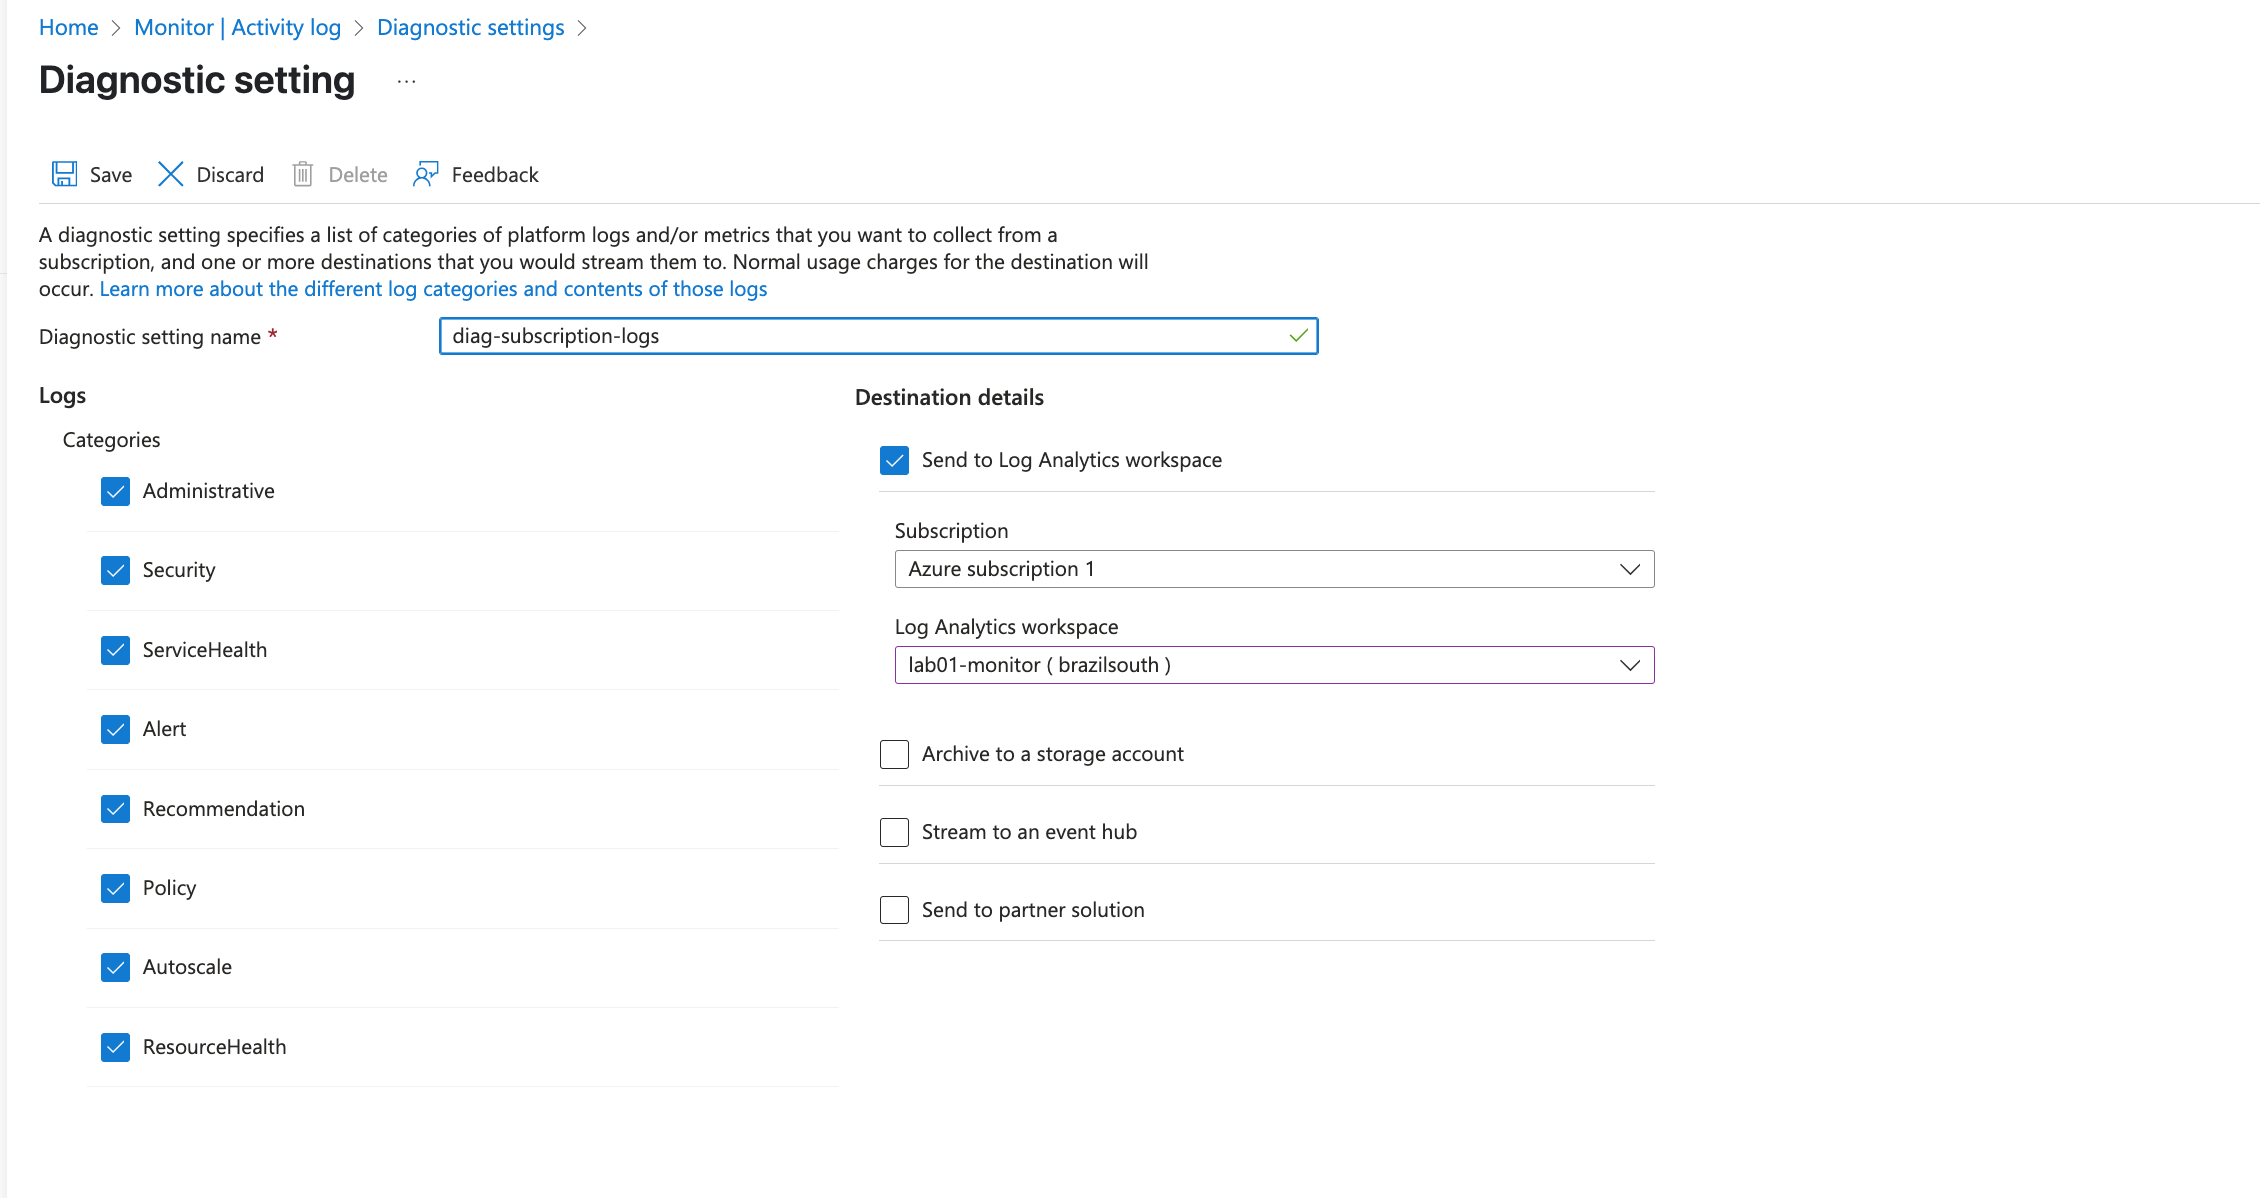 Home > Monitor | Activity log > Diagnostic settings >
Diagnostic setting ...
Save Discard Delete Feedback
A diagnostic setting specifies a list of categories of platform logs and/or metrics that you want to collect from a
subscription, and one or more destinations that you would stream them to. Normal usage charges for the destination will
occur. Learn more about the different log categories and contents of those logs
Diagnostic setting name * diag-subscription-logs
Logs
Categories
Administrative
Security
ServiceHealth
Alert
Recommendation
Policy
Autoscale
ResourceHealth
Destination details
Send to Log Analytics workspace
Subscription
Azure subscription 1
Log Analytics workspace
lab01-monitor ( brazilsouth )
Archive to a storage account
Stream to an event hub
Send to partner solution